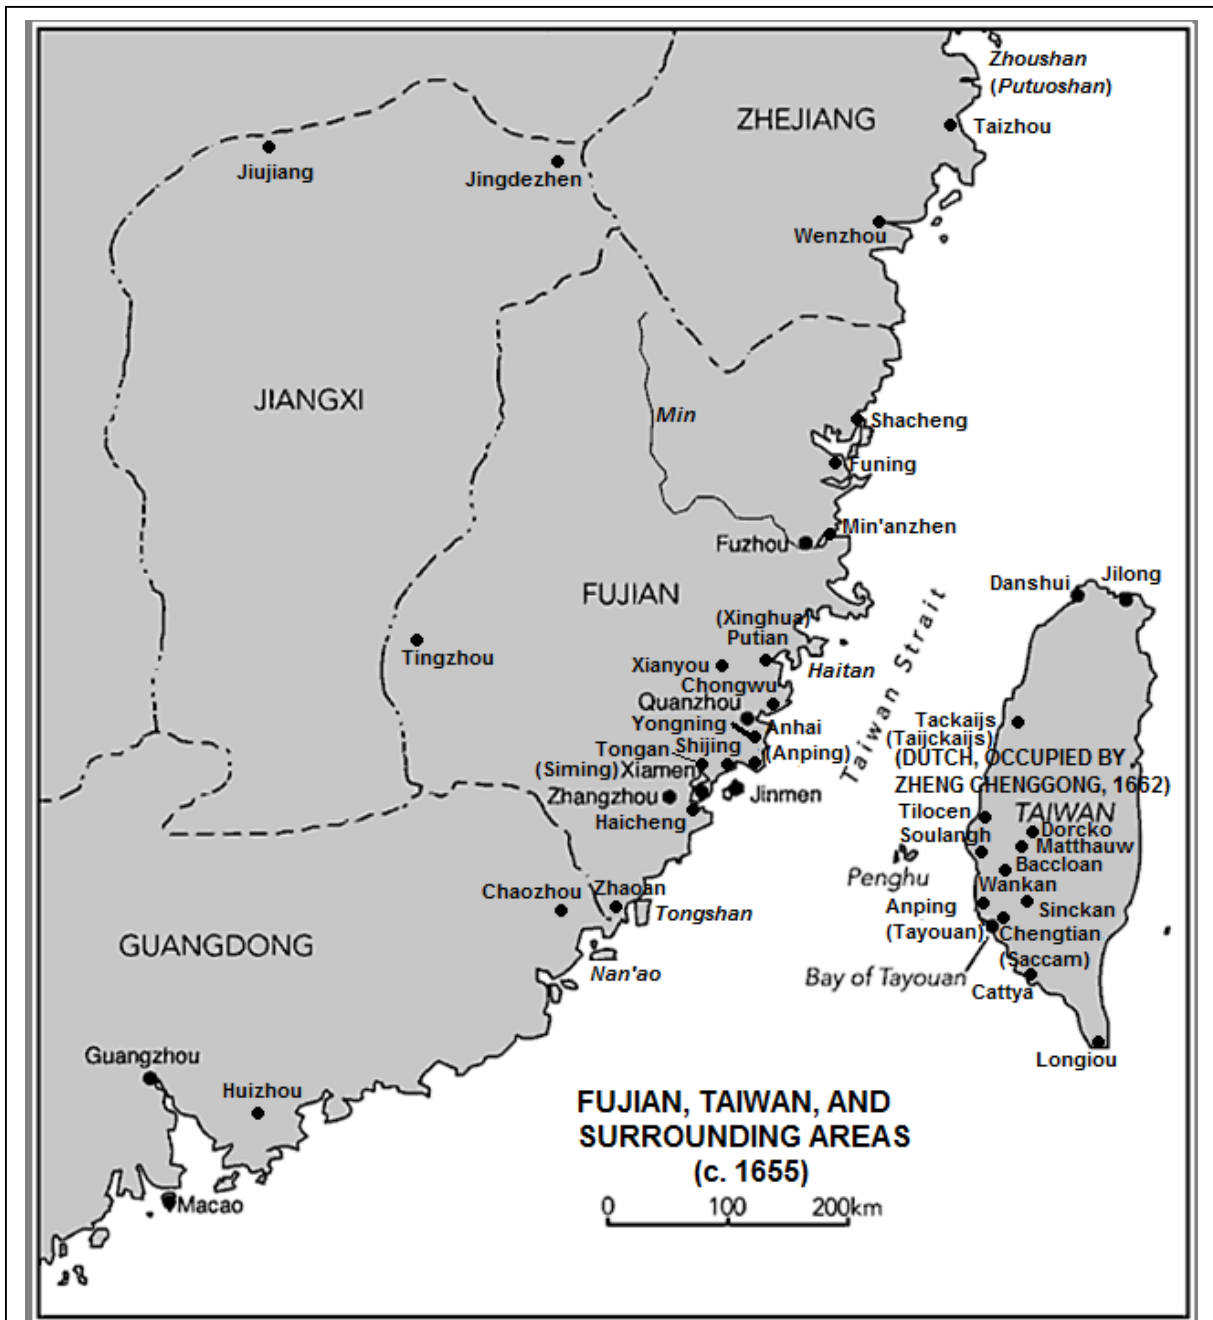 Zhoushan
(Putuoshan)
ZHEJIANG
Taizhou
Jiujiang
Jingdezhen
Wenzhou
JIANGXI
Min
Shacheng
Funing
Min'anzhen
Fuzhou
Danshui
Jilong
FUJIAN
(Xinghua)
Putian
Tingzhou
Xianyou
Haitan
Chongwu
Quanzhou
Yongning
Anhai
(Anping)
Tongan
Shijing
(Siming)
Xiamen
Zhangzhou
Jinmen
Haicheng
Taiwan Strait
Tackaijs
(Taijckaijs)
(DUTCH, OCCUPIED BY
ZHENG CHENGGONG, 1662)
TAIWAN
Tilocen
Dorcko
Soulangh
Matthauw
Baccloan
Penghu
Wankan
Anping
(Tayouan)
Sinckan
Chengtian
(Saccam)
Bay of Tayouan
Cattya
Longiou
Chaozhou
Zhaoan
Tongshan
GUANGDONG
Nan'ao
Guangzhou
Huizhou
Macao
FUJIAN, TAIWAN, AND
SURROUNDING AREAS
(c. 1655)
0 100 200km